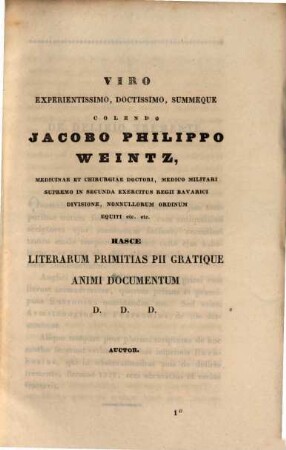 VIRO
EXPERIENTISSIMO, DOCTISSIMO, SUMMEQUE
COLENDO
JACOBO PHILIPPO
WEINTZ,
MEDICINAE ET CHIRURGIAE DOCTORI, MEDICO MILITARI
SUPREMO IN SECUNDA EXERCITUS REGII BAVARICI
DIVISIONE, NONNULLORUM ORDINUM
EQUITI etc. etc.
HASCE
LITERARUM PRIMITIAS PII GRATIQUE
ANIMI DOCUMENTUM
D. D. D.
AUCTOR.